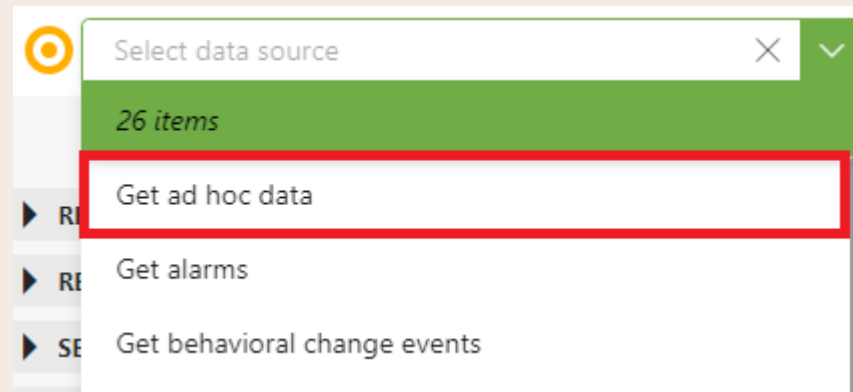 Select data source
26 items
Get ad hoc data
Get alarms
Get behavioral change events